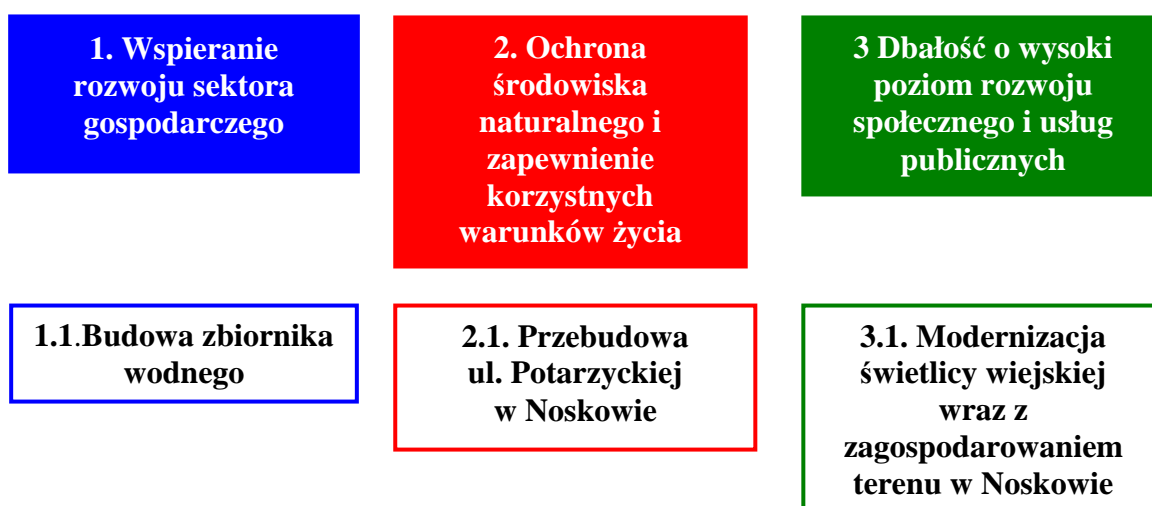 1. Wspieranie
rozwoju sektora
gospodarczego
2. Ochrona
środowiska
naturalnego i
zapewnienie
korzystnych
warunków życia
3 Dbałość o wysoki
poziom rozwoju
społecznego i usług
publicznych
1.1.Budowa zbiornika
wodnego
2.1. Przebudowa
ul. Potarzyckiej
w Noskowie
3.1. Modernizacja
świetlicy wiejskiej
wraz z
zagospodarowaniem
terenu w Noskowie